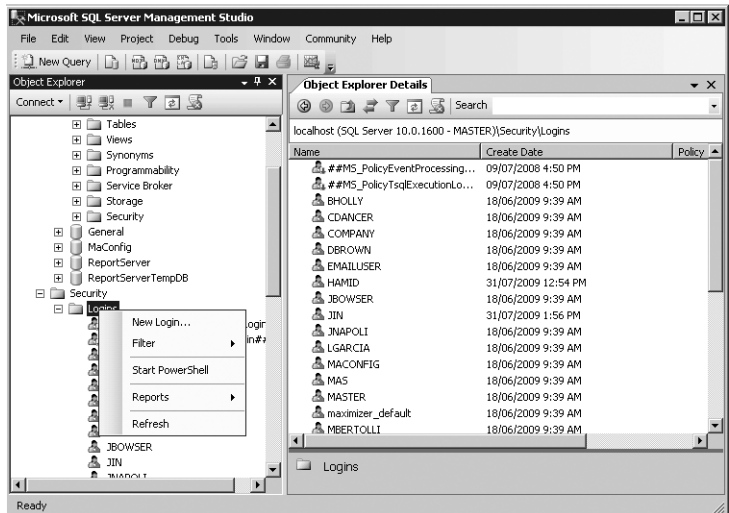 Microsoft SQL Server Management Studio
File Edit View Project Debug Tools Window Community Help
New Query
Object Explorer
Connect
Tables
Views
Synonyms
Programmability
Service Broker
Storage
Security
General
MaConfig
ReportServer
ReportServerTempDB
Security
Logins
New Login...
Filter
Start PowerShell
Reports
Refresh
JBOWSER
JIN
JNAPOLI
Object Explorer Details
Search
localhost (SQL Server 10.0.1600 - MASTER)\Security\Logins
Name Create Date Policy
##MS_PolicyEventProcessing... 09/07/2008 4:50 PM
##MS_PolicyTsqlExecutionLo... 09/07/2008 4:50 PM
BHOLLY 18/06/2009 9:39 AM
CDANCER 18/06/2009 9:39 AM
COMPANY 18/06/2009 9:39 AM
DBROWN 18/06/2009 9:39 AM
EMAILUSER 18/06/2009 9:39 AM
HAMID 31/07/2009 12:54 PM
JBOWSER 18/06/2009 9:39 AM
JIN 31/07/2009 1:56 PM
JNAPOLI 18/06/2009 9:39 AM
LGARCIA 18/06/2009 9:39 AM
MACONFIG 18/06/2009 9:39 AM
MAS 18/06/2009 9:39 AM
MASTER 18/06/2009 9:39 AM
maximizer_default 18/06/2009 9:39 AM
MBERTOLLI 18/06/2009 9:39 AM
Logins
Ready